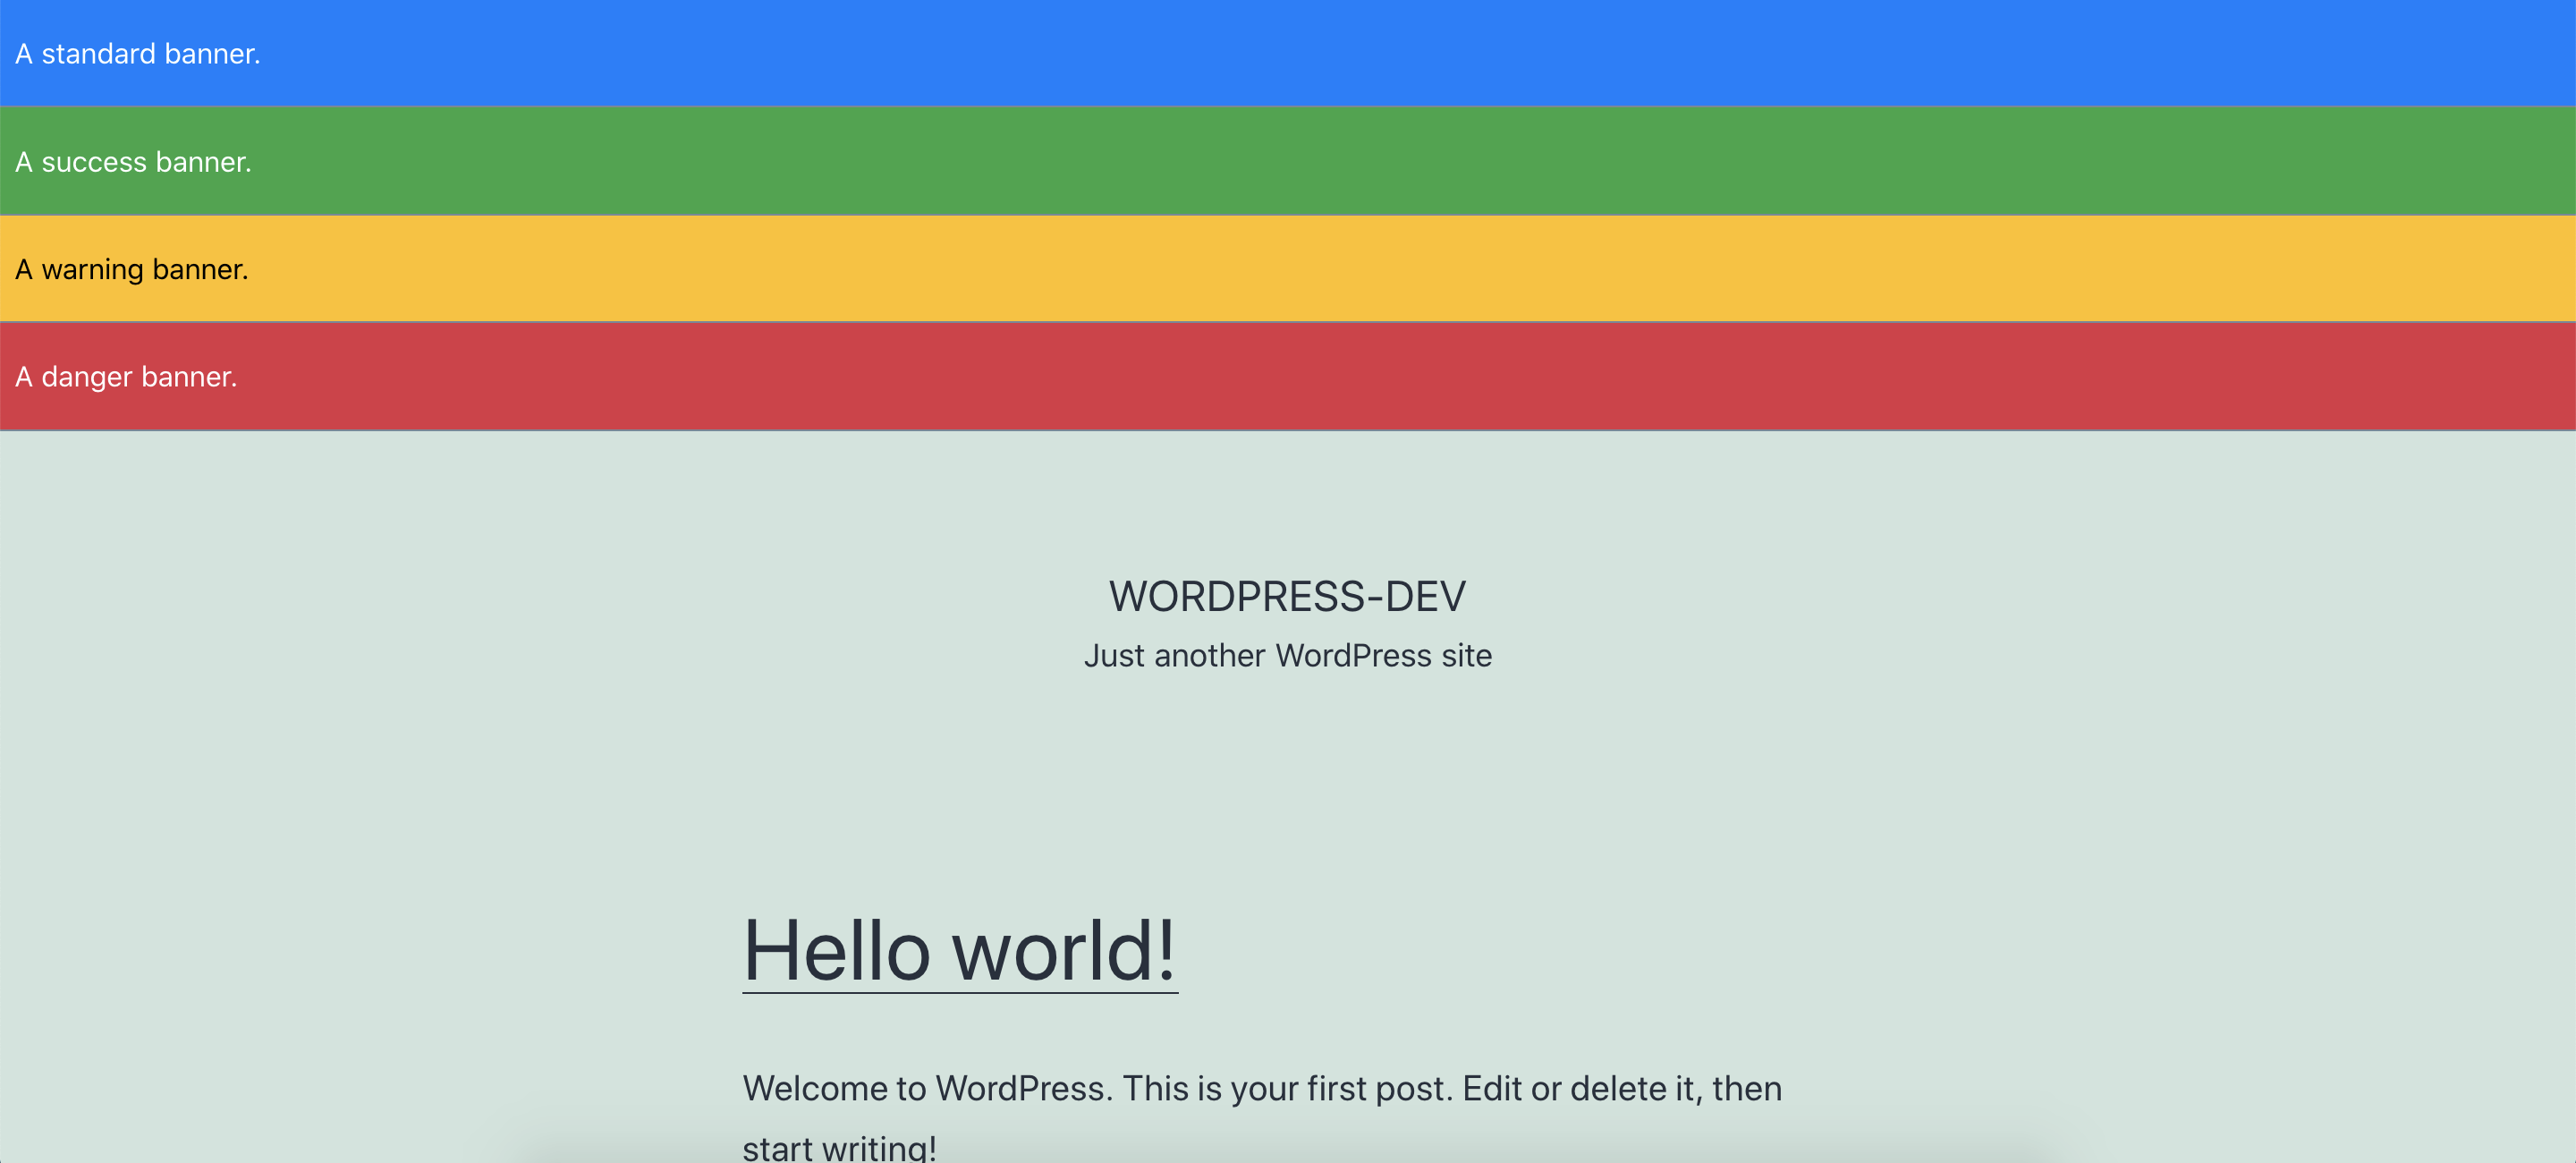 A standard banner.
A success banner.
A warning banner.
A danger banner.
WORDPRESS-DEV
Just another WordPress site
Hello world!
Welcome to WordPress. This is your first post. Edit or delete it, then
start writing!